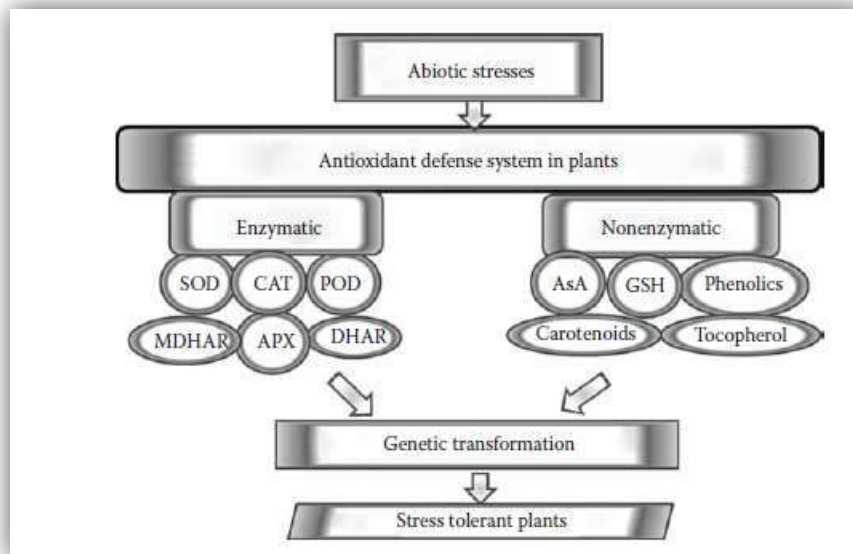 Abiotic stresses
Antioxidant defense system in plants
Enzymatic
Nonenzymatic
SOD
CAT
POD
AsA
GSH
Phenolics
MDHAR
APX
DHAR
Carotenoids
Tocopherol
Genetic transformation
Stress tolerant plants